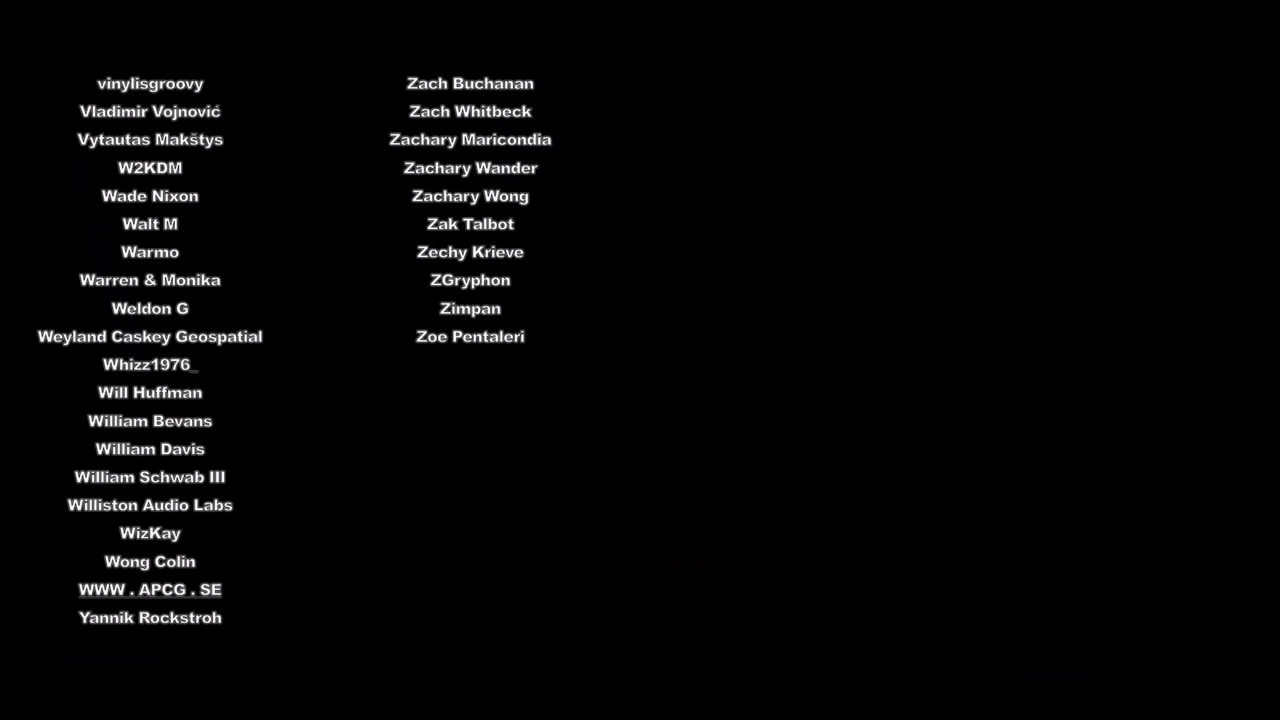 vinylisgroovy
Vladimir Vojnović
Vytautas Makštys
W2KDM
Wade Nixon
Walt M
Warmo
Warren & Monika
Weldon G
Weyland Caskey Geospatial
Whizz1976_
Will Huffman
William Bevans
William Davis
William Schwab III
Williston Audio Labs
WizKay
Wong Colin
WWW . APCG . SE
Yannik Rockstroh
Zach Buchanan
Zach Whitbeck
Zachary Maricondia
Zachary Wander
Zachary Wong
Zak Talbot
Zechy Krieve
ZGryphon
Zimpan
Zoe Pentaleri